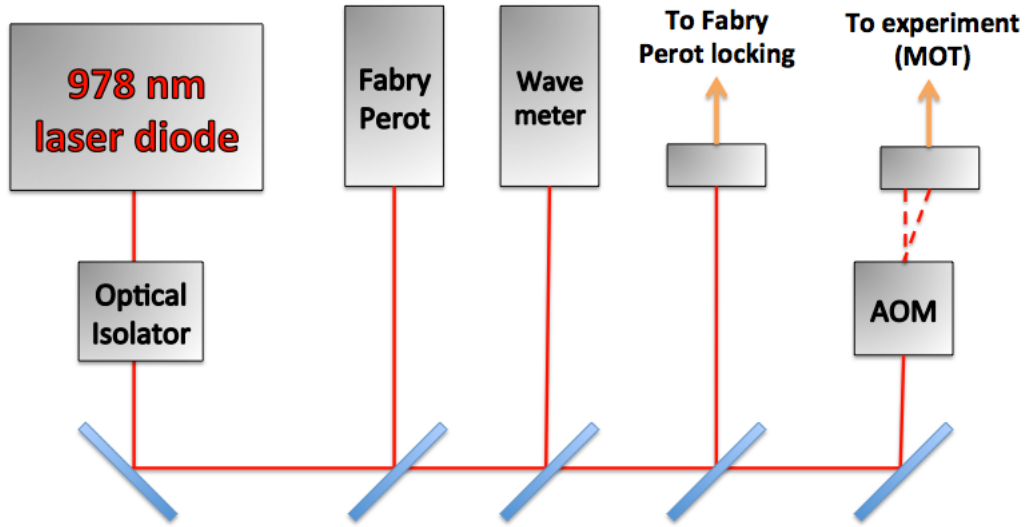 978 nm
laser diode
Fabry
Perot
Wave
meter
To Fabry
Perot locking
To experiment
(MOT)
Optical
Isolator
AOM